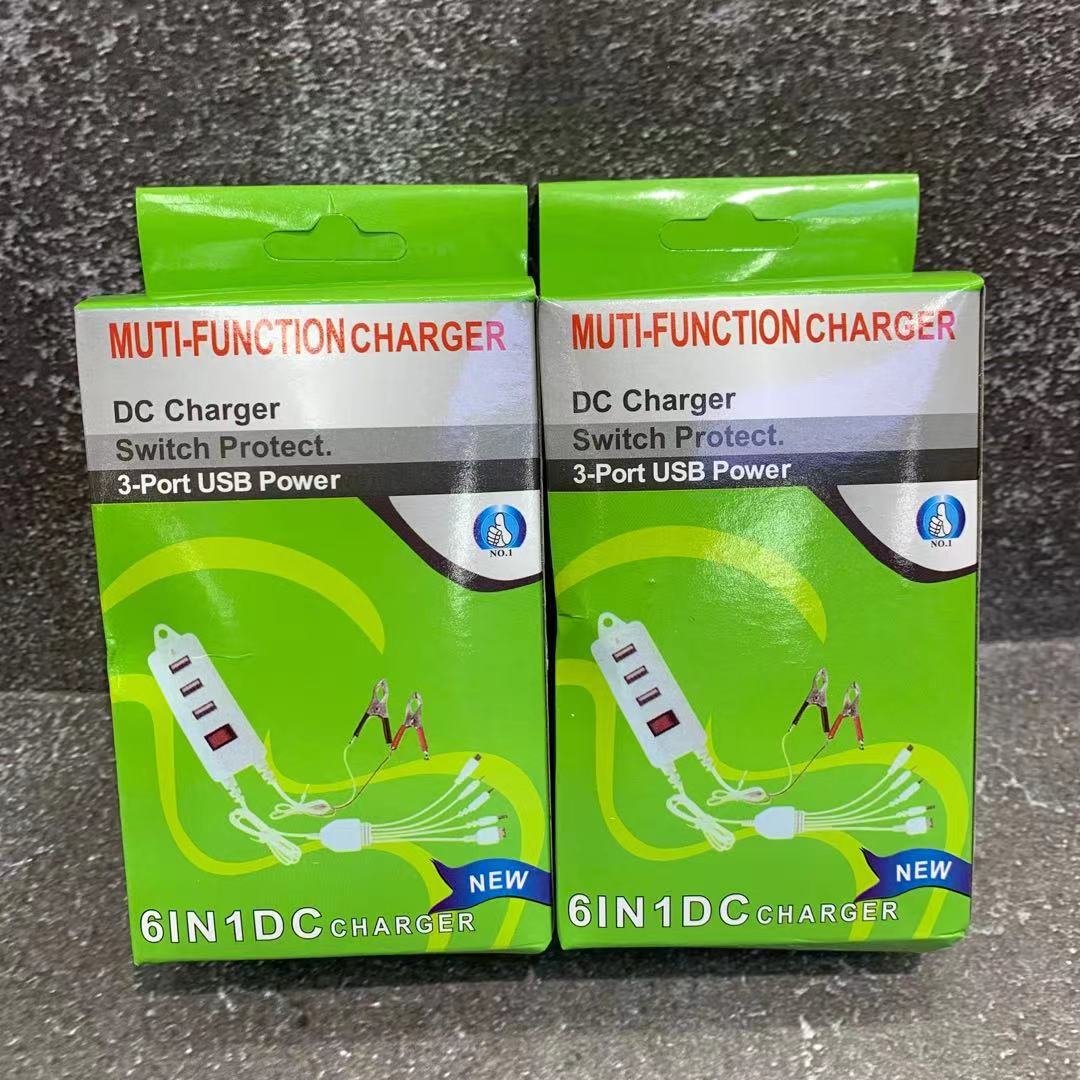 MUTI-FUNCTION CHARGER
DC Charger
Switch Protect.
3-Port USB Power
NO.1
NEW
6IN1DC CHARGER
MUTI-FUNCTION CHARGER
DC Charger
Switch Protect.
3-Port USB Power
NO.1
NEW
6IN1DC CHARGER